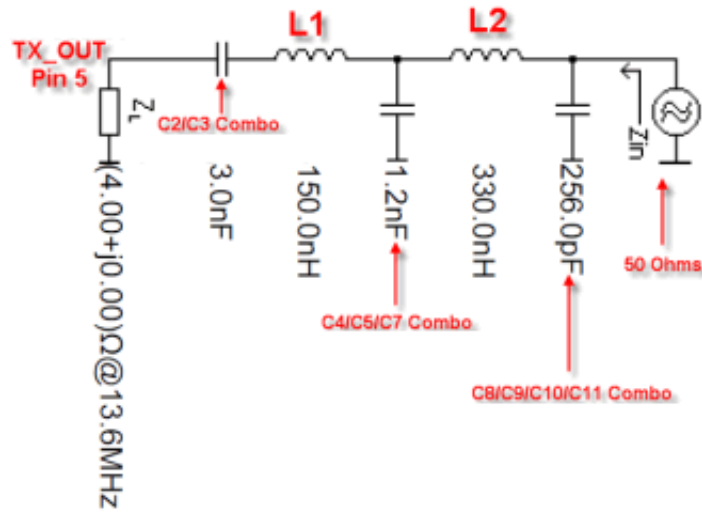 L1
L2
TX_OUT
Pin 5
ZL
C2/C3 Combo
Zin
(4.00+j0.00)Ω@13.6MHz
3.0nF
150.0nH
1.2nF
330.0nH
256.0pF
50 Ohms
C4/C5/C7 Combo
C8/C9/C10/C11 Combo